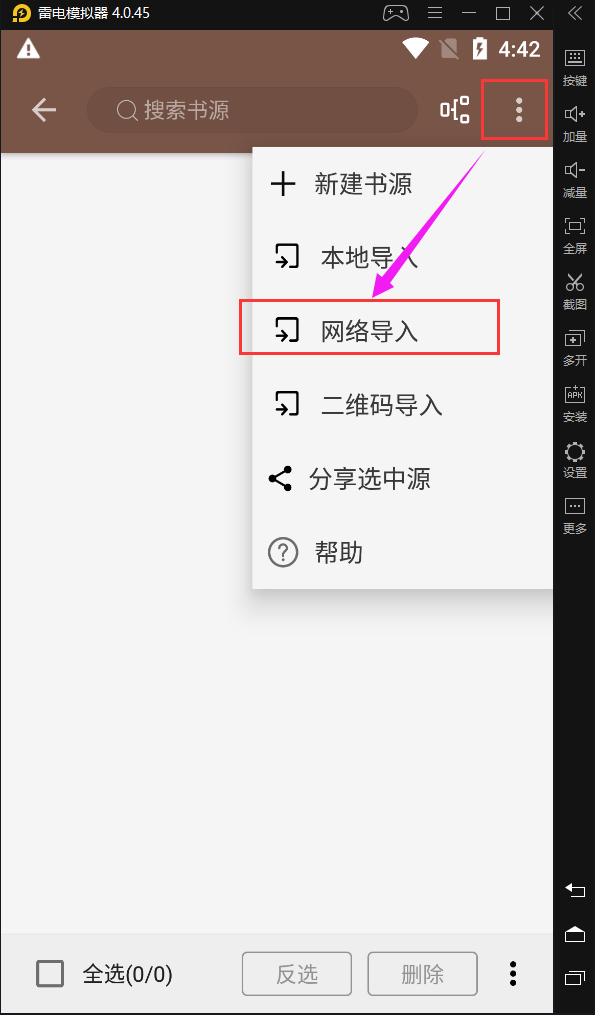 雷电模拟器 4.0.45
4:42
搜索书源
新建书源
本地导入
网络导入
二维码导入
分享选中源
帮助
全选(0/0)
反选
删除
按键
加量
减量
全屏
截图
多开
APK
安装
设置
更多